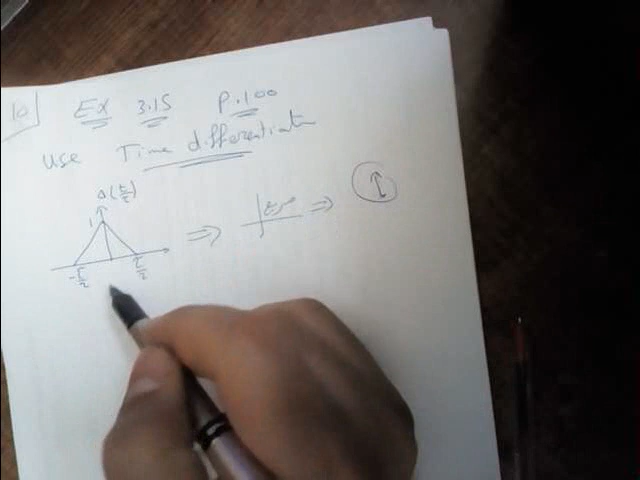 10 Ex 3.15 P.100
Use Time differentiation
Δ(t/τ)
1
-τ/2 τ/2